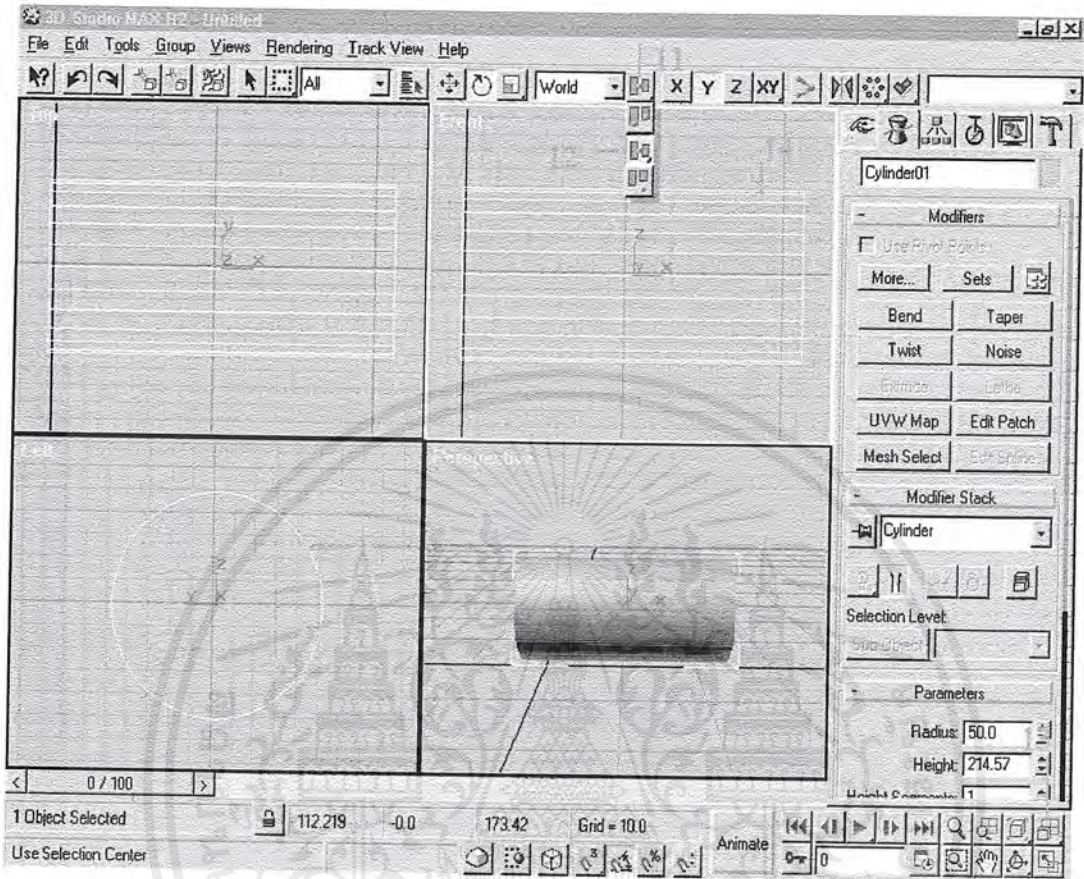 3D Studio MAX R2 - Untitled
File Edit Tools Group Views Rendering Track View Help
All World X Y Z XY
Top Front
Cylinder01
Modifiers
Use Pivot Points
More... Sets
Bend Taper
Twist Noise
Extrude Lathe
UVW Map Edit Patch
Mesh Select Edit Spline
Left Perspective
Modifier Stack
Cylinder
Selection Level:
Sub-Object
Parameters
Radius: 50.0
Height: 214.57
Height Segments: 1
0 / 100
1 Object Selected 112.219 -0.0 173.42 Grid = 10.0
Animate
Use Selection Center 0